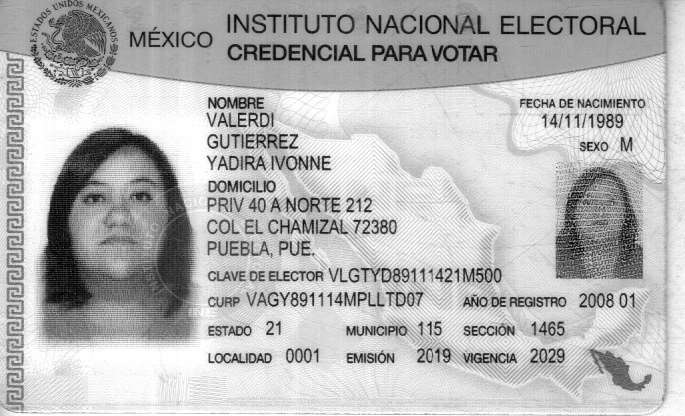 ESTADOS UNIDOS MEXICANOS
MÉXICO INSTITUTO NACIONAL ELECTORAL
CREDENCIAL PARA VOTAR
NOMBRE
VALERDI
GUTIERREZ
YADIRA IVONNE
FECHA DE NACIMIENTO
14/11/1989
SEXO M
DOMICILIO
PRIV 40 A NORTE 212
COL EL CHAMIZAL 72380
PUEBLA, PUE.
CLAVE DE ELECTOR VLGTYD89111421M500
CURP VAGY891114MPLLTD07 AÑO DE REGISTRO 2008 01
ESTADO 21 MUNICIPIO 115 SECCIÓN 1465
LOCALIDAD 0001 EMISIÓN 2019 VIGENCIA 2029